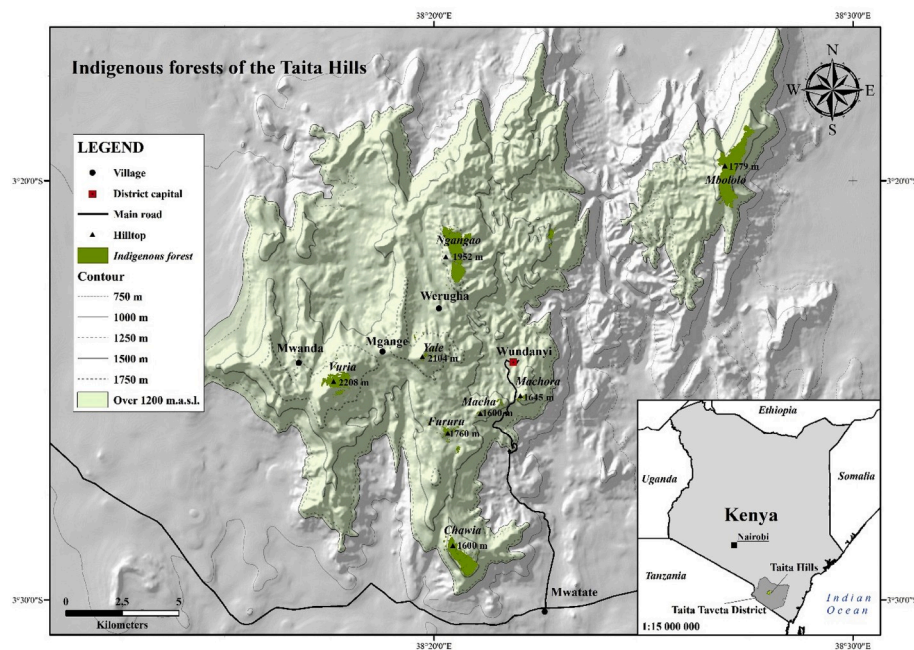 38°20'0"E
38°30'0"E
Indigenous forests of the Taita Hills
N
W
E
S
LEGEND
Village
District capital
Main road
Hilltop
Indigenous forest
Contour
750 m
1000 m
1250 m
1500 m
1750 m
Over 1200 m.a.s.l.
3°20'0"S
3°20'0"S
1779 m
Mbololo
Ngangao
1952 m
Werugha
Mgange
Yale
2104 m
Wundanyi
Mwanda
Vuria
2208 m
Machora
1645 m
Macha
1600 m
Fururu
1760 m
Chawia
1600 m
Mwatate
3°30'0"S
3°30'0"S
0
2.5
5
Kilometers
Ethiopia
Uganda
Somalia
Kenya
Nairobi
Tanzania
Taita Hills
Taita Taveta District
Indian
Ocean
1:15 000 000
38°20'0"E
38°30'0"E